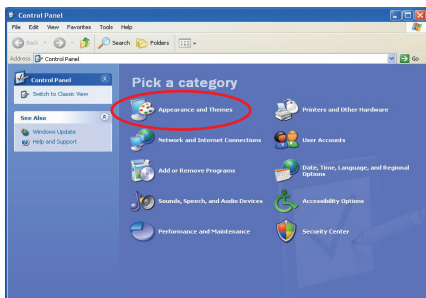 Control Panel
File Edit View Favorites Tools Help
Back Search Folders
Address Control Panel Go
Control Panel
Switch to Classic View
See Also
Windows Update
Help and Support
Pick a category
Appearance and Themes
Printers and Other Hardware
Network and Internet Connections
User Accounts
Add or Remove Programs
Date, Time, Language, and Regional
Options
Sounds, Speech, and Audio Devices
Accessibility Options
Performance and Maintenance
Security Center